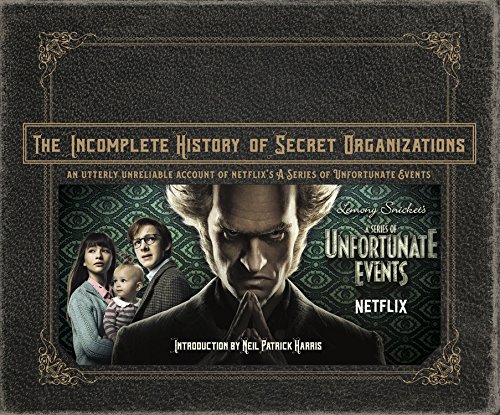 The Incomplete History of Secret Organizations
an utterly unreliable account of netflix's A Series of Unfortunate Events
Lemony Snicket's
A SERIES OF
UNFORTUNATE
EVENTS
NETFLIX
Introduction by Neil Patrick Harris